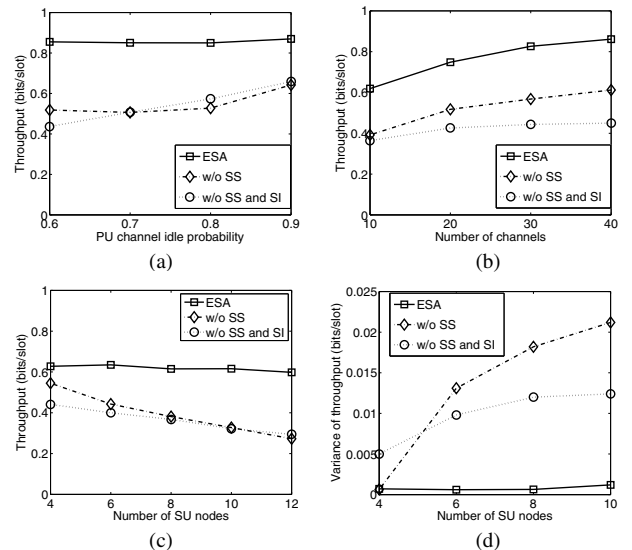 1
0.8
0.6
0.4
0.2
0
Throughput (bits/slot)
ESA
w/o SS
w/o SS and SI
0.6
0.7
0.8
0.9
PU channel idle probability
(a)
1
0.8
0.6
0.4
0.2
0
Throughput (bits/slot)
ESA
w/o SS
w/o SS and SI
10
20
30
40
Number of channels
(b)
1
0.8
0.6
0.4
0.2
0
Throughput (bits/slot)
ESA
w/o SS
w/o SS and SI
4
6
8
10
12
Number of SU nodes
(c)
0.025
0.02
0.015
0.01
0.005
0
Variance of throughput (bits/slot)
ESA
w/o SS
w/o SS and SI
4
6
8
10
Number of SU nodes
(d)